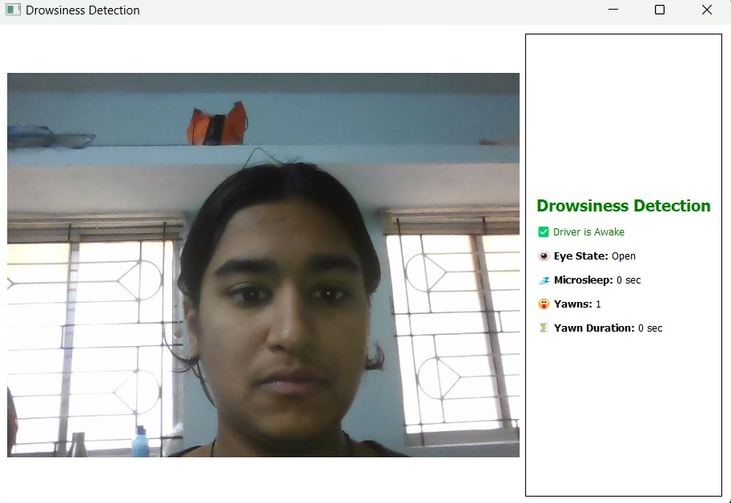 Drowsiness Detection
Drowsiness Detection
✅ Driver is Awake
👁 Eye State: Open
💤 Microsleep: 0 sec
😮 Yawns: 1
⏳ Yawn Duration: 0 sec